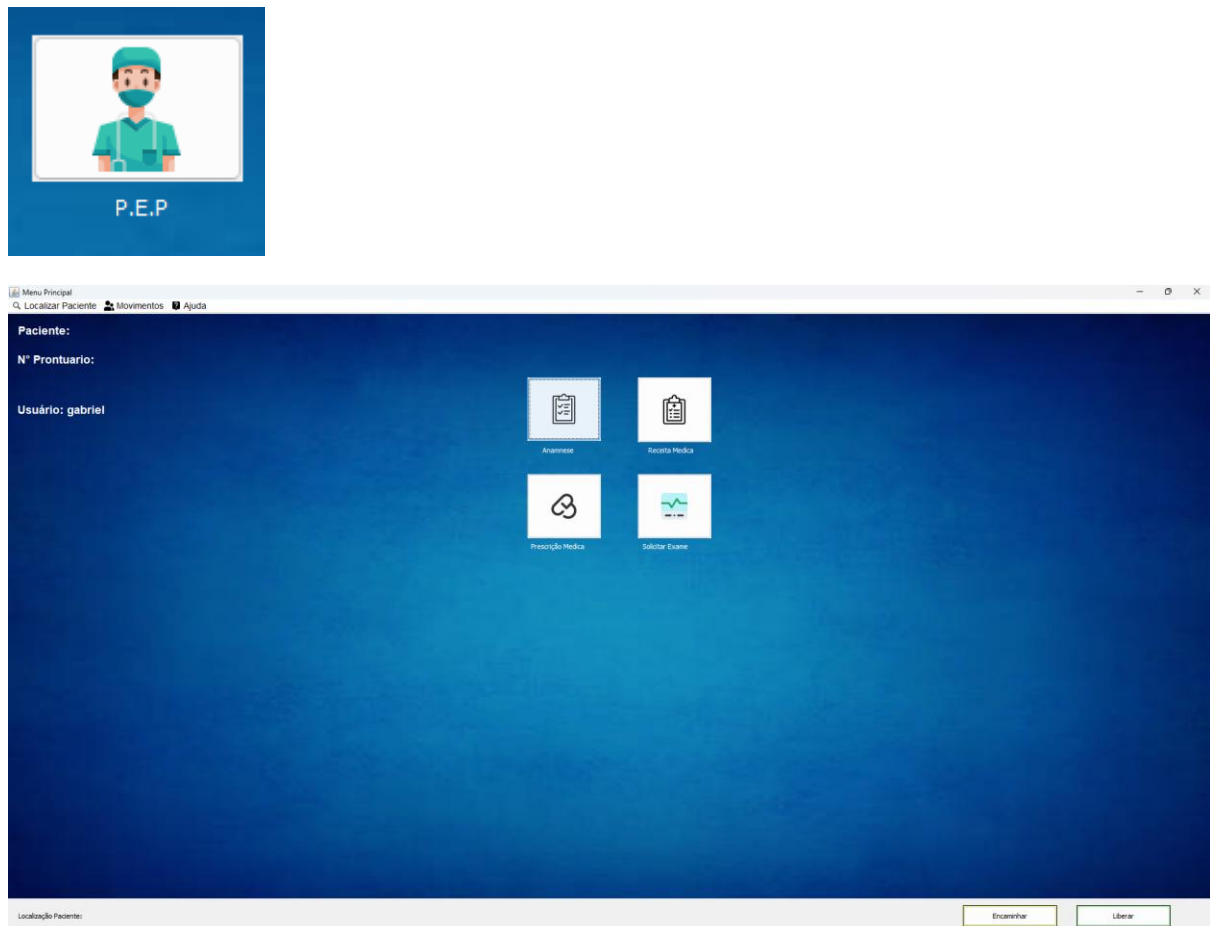 P.E.P
Menu Principal
Localizar Paciente Movimentos Ajuda
Paciente:
N° Prontuario:
Usuário: gabriel
Anamnese Receita Medica
Prescrição Medica Solicitar Exame
Localização Paciente: Encaminhar Liberar